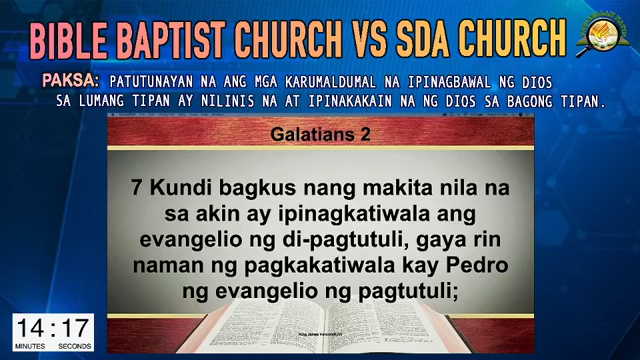 BIBLE BAPTIST CHURCH VS SDA CHURCH
PAKSA: PATUTUNAYAN NA ANG MGA KARUMALDUMAL NA IPINAGBAWAL NG DIOS
SA LUMANG TIPAN AY NILINIS NA AT IPINAKAKAIN NA NG DIOS SA BAGONG TIPAN.
Galatians 2
7 Kundi bagkus nang makita nila na
sa akin ay ipinagkatiwala ang
evangelio ng di-pagtutuli, gaya rin
naman ng pagkakatiwala kay Pedro
ng evangelio ng pagtutuli;
14 : 17
MINUTES SECONDS